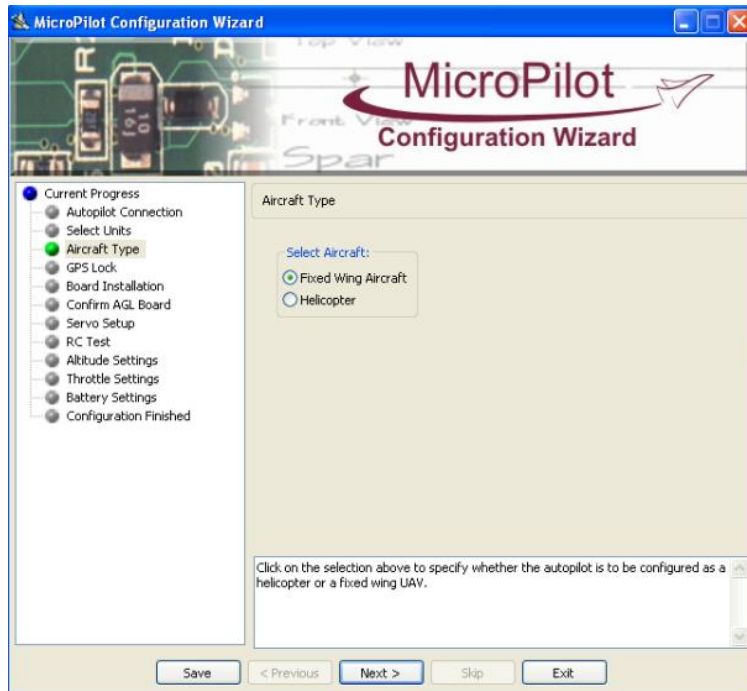 MicroPilot Configuration Wizard
Top View
MicroPilot
Front View
Configuration Wizard
Spar
10
16J
Current Progress
Autopilot Connection
Select Units
Aircraft Type
GPS Lock
Board Installation
Confirm AGL Board
Servo Setup
RC Test
Altitude Settings
Throttle Settings
Battery Settings
Configuration Finished
Aircraft Type
Select Aircraft:
Fixed Wing Aircraft
Helicopter
Click on the selection above to specify whether the autopilot is to be configured as a
helicopter or a fixed wing UAV.
Save
< Previous
Next >
Skip
Exit